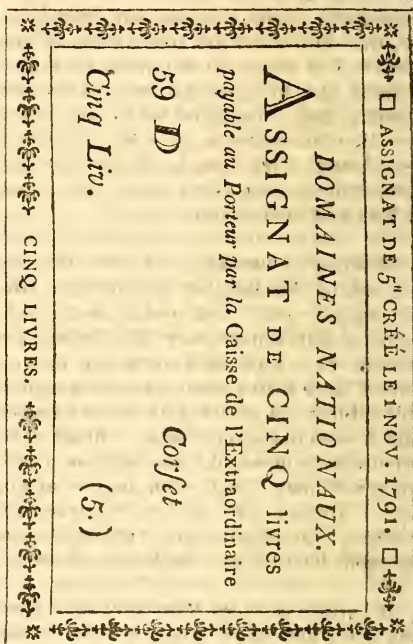 □ ASSIGNAT DE 5ᵗᵗ CRÉÉ LE 1 NOV. 1791. □
DOMAINES NATIONAUX.
ASSIGNAT DE CINQ livres
payable au Porteur par la Caisse de l'Extraordinaire
59 D Corſet
Cinq Liv. (5.)
CINQ LIVRES.